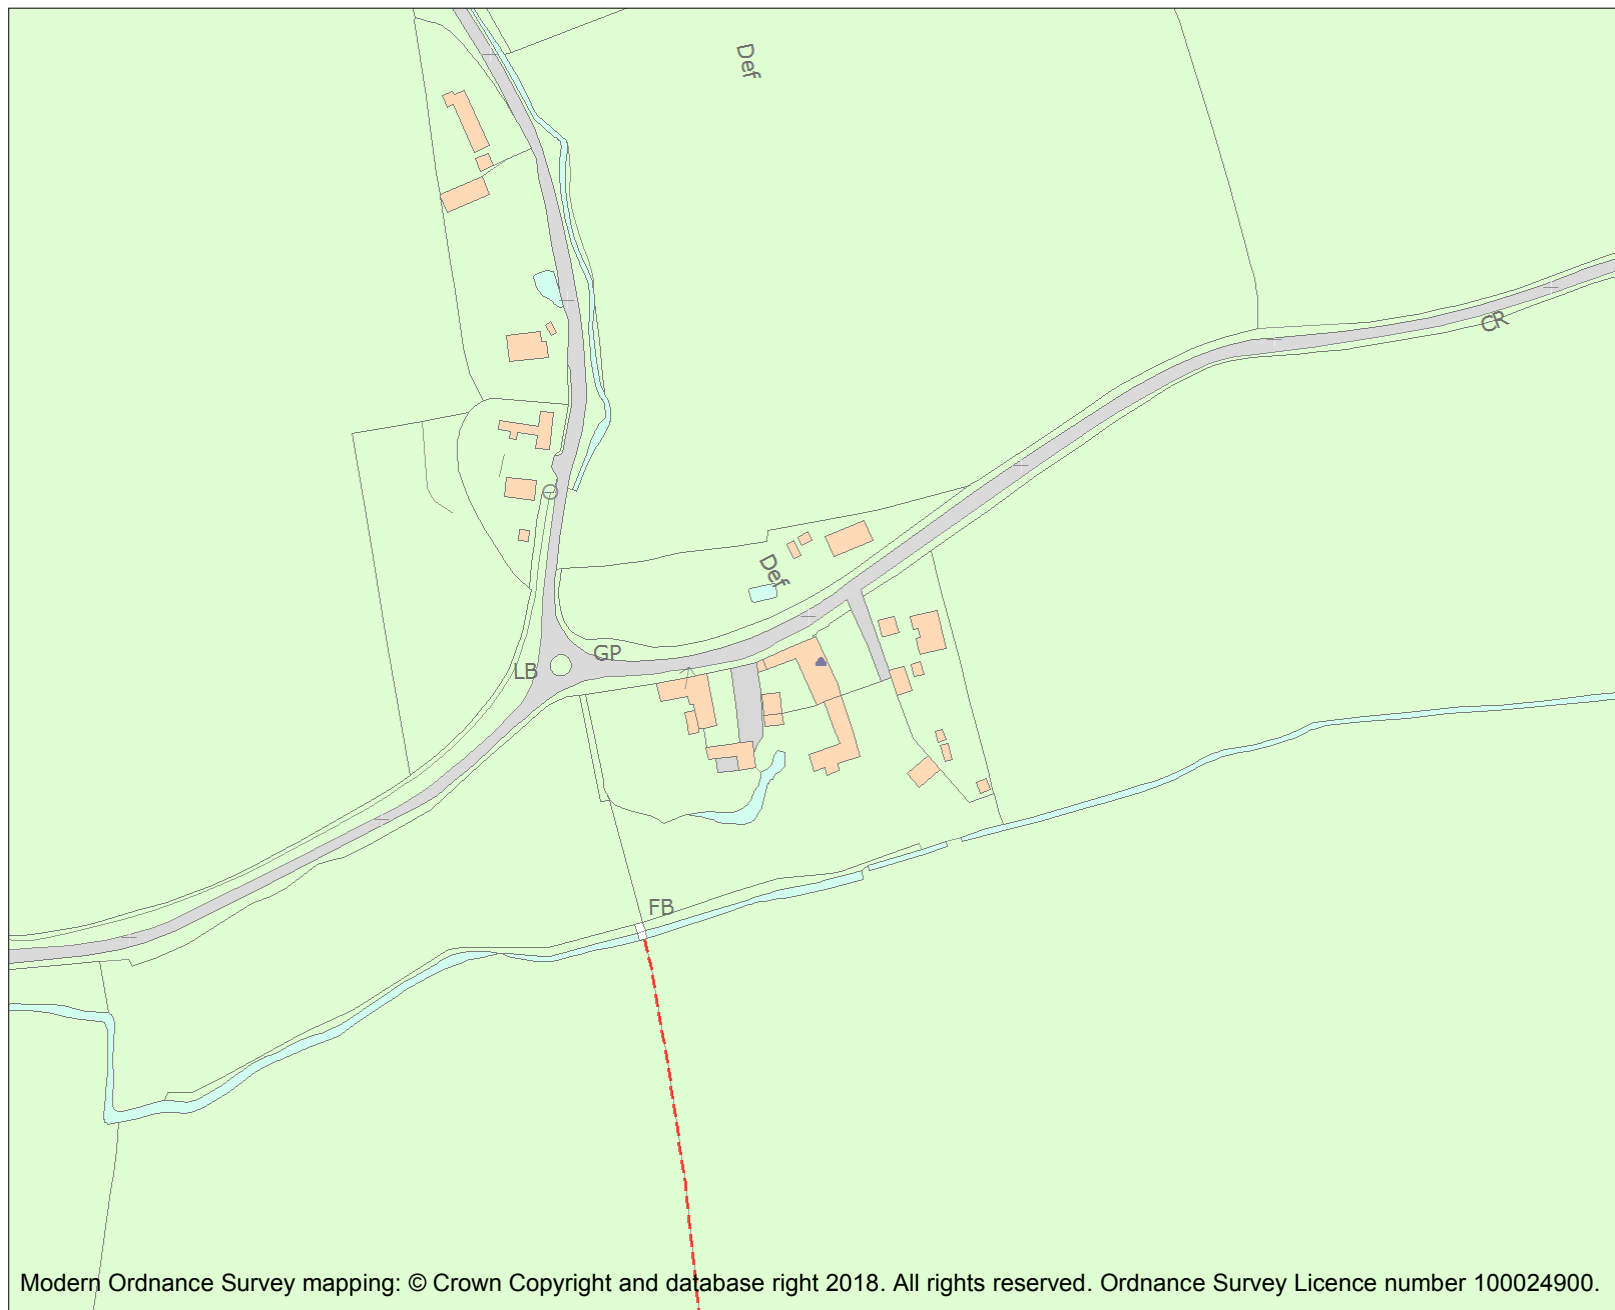 Def
CR
Def
GP
LB
FB
Modern Ordnance Survey mapping: © Crown Copyright and database right 2018. All rights reserved. Ordnance Survey Licence number 100024900.